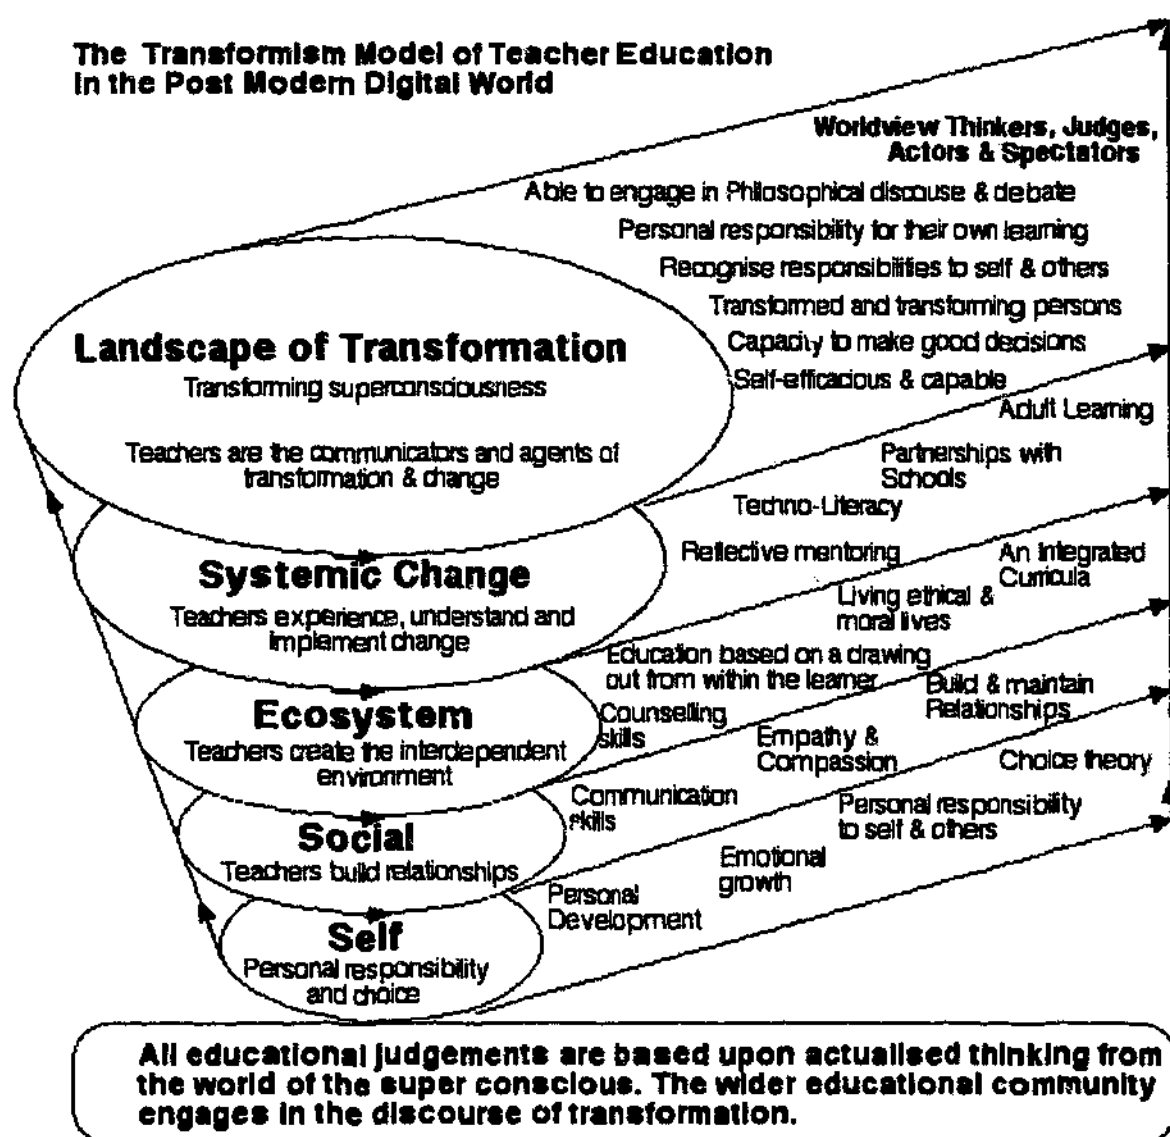 The Transformism Model of Teacher Education
in the Post Modern Digital World
Worldview Thinkers, Judges,
Actors & Spectators
Able to engage in Philosophical discouse & debate
Personal responsibility for their own learning
Recognise responsibilities to self & others
Transformed and transforming persons
Capacity to make good decisions
Self-efficacious & capable
Landscape of Transformation
Transforming superconsciousness
Teachers are the communicators and agents of
transformation & change
Adult Learning
Partnerships with
Schools
Techno-Literacy
Systemic Change
Teachers experience, understand and
implement change
Reflective mentoring
An Integrated
Curricula
Living ethical &
moral lives
Education based on a drawing
out from within the learner
Ecosystem
Teachers create the interdependent
environment
Counselling
skills
Build & maintain
Relationships
Empathy &
Compassion
Communication
skills
Social
Teachers build relationships
Choice theory
Personal responsibility
to self & others
Emotional
growth
Personal
Development
Self
Personal responsibility
and choice
All educational judgements are based upon actualised thinking from
the world of the super conscious. The wider educational community
engages in the discourse of transformation.